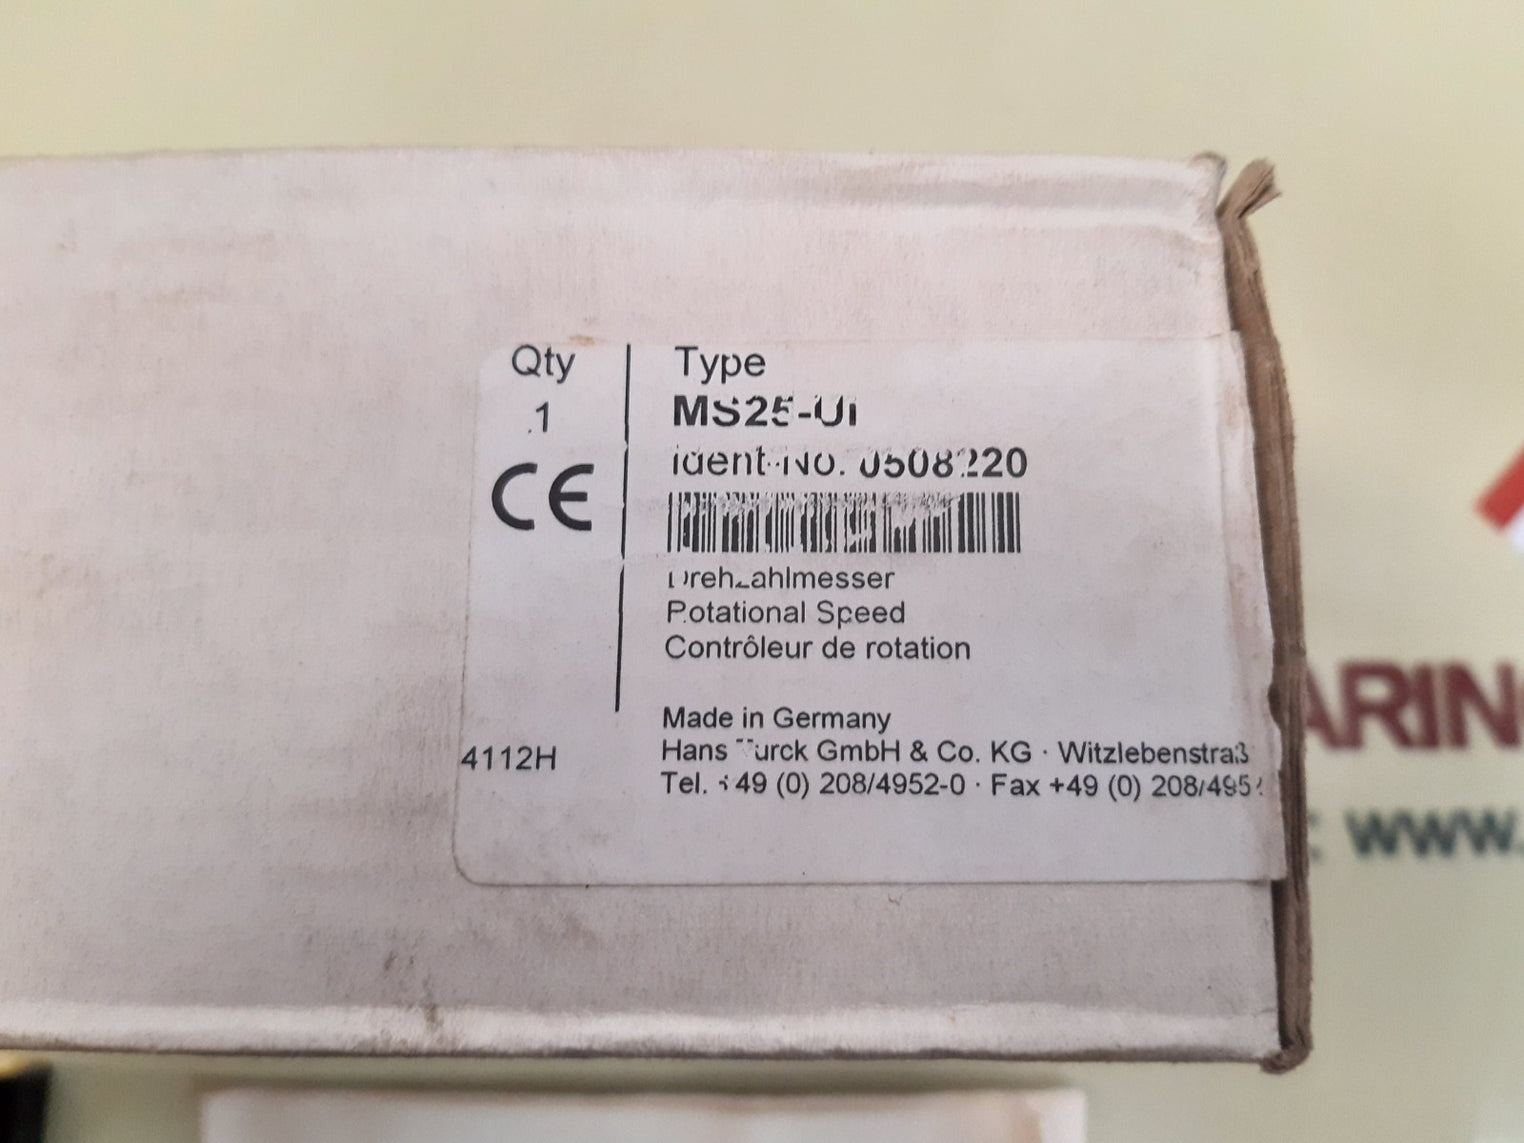 Qty
1
Type
MS25-Ui
Ident-No. 0508220
CE
Drehzahlmesser
Rotational Speed
Contrôleur de rotation
Made in Germany
4112H
Hans Turck GmbH & Co. KG · Witzlebenstraß
Tel. +49 (0) 208/4952-0 · Fax +49 (0) 208/495
ARIN
www.